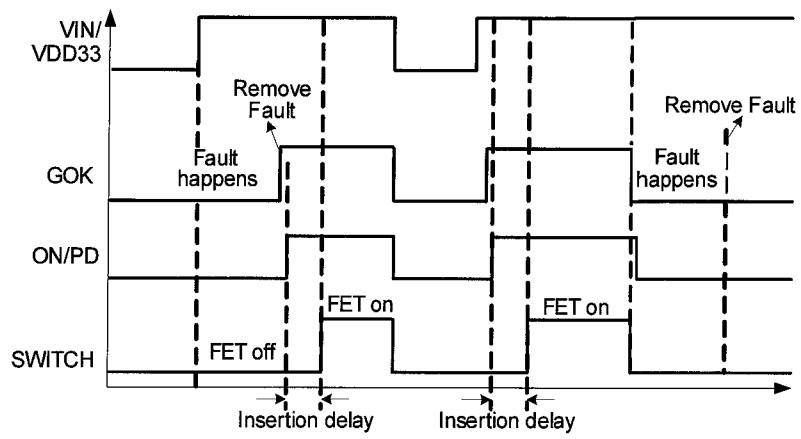 VIN/
VDD33
Remove
Fault
Remove Fault
GOK
Fault
happens
Fault
happens
ON/PD
FET on
FET on
SWITCH
FET off
Insertion delay
Insertion delay